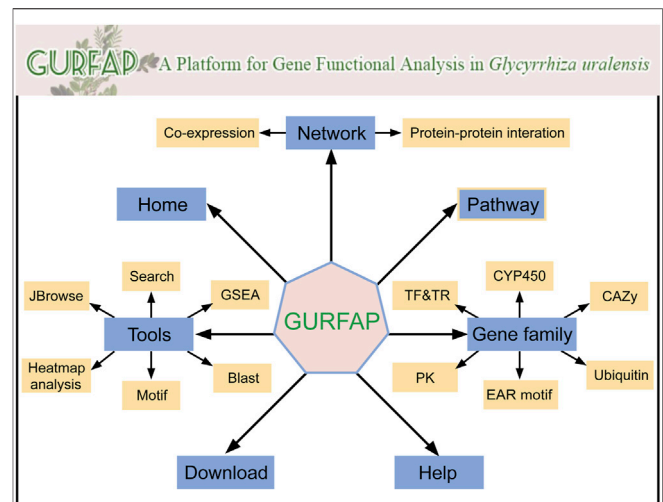 GURFAP A Platform for Gene Functional Analysis in Glycyrrhiza uralensis
Co-expression
Network
Protein-protein interation
Home
Pathway
Search
JBrowse
GSEA
Tools
Heatmap
analysis
Motif
Blast
GURFAP
CYP450
TF&TR
CAZy
Gene family
PK
EAR motif
Ubiquitin
Download
Help